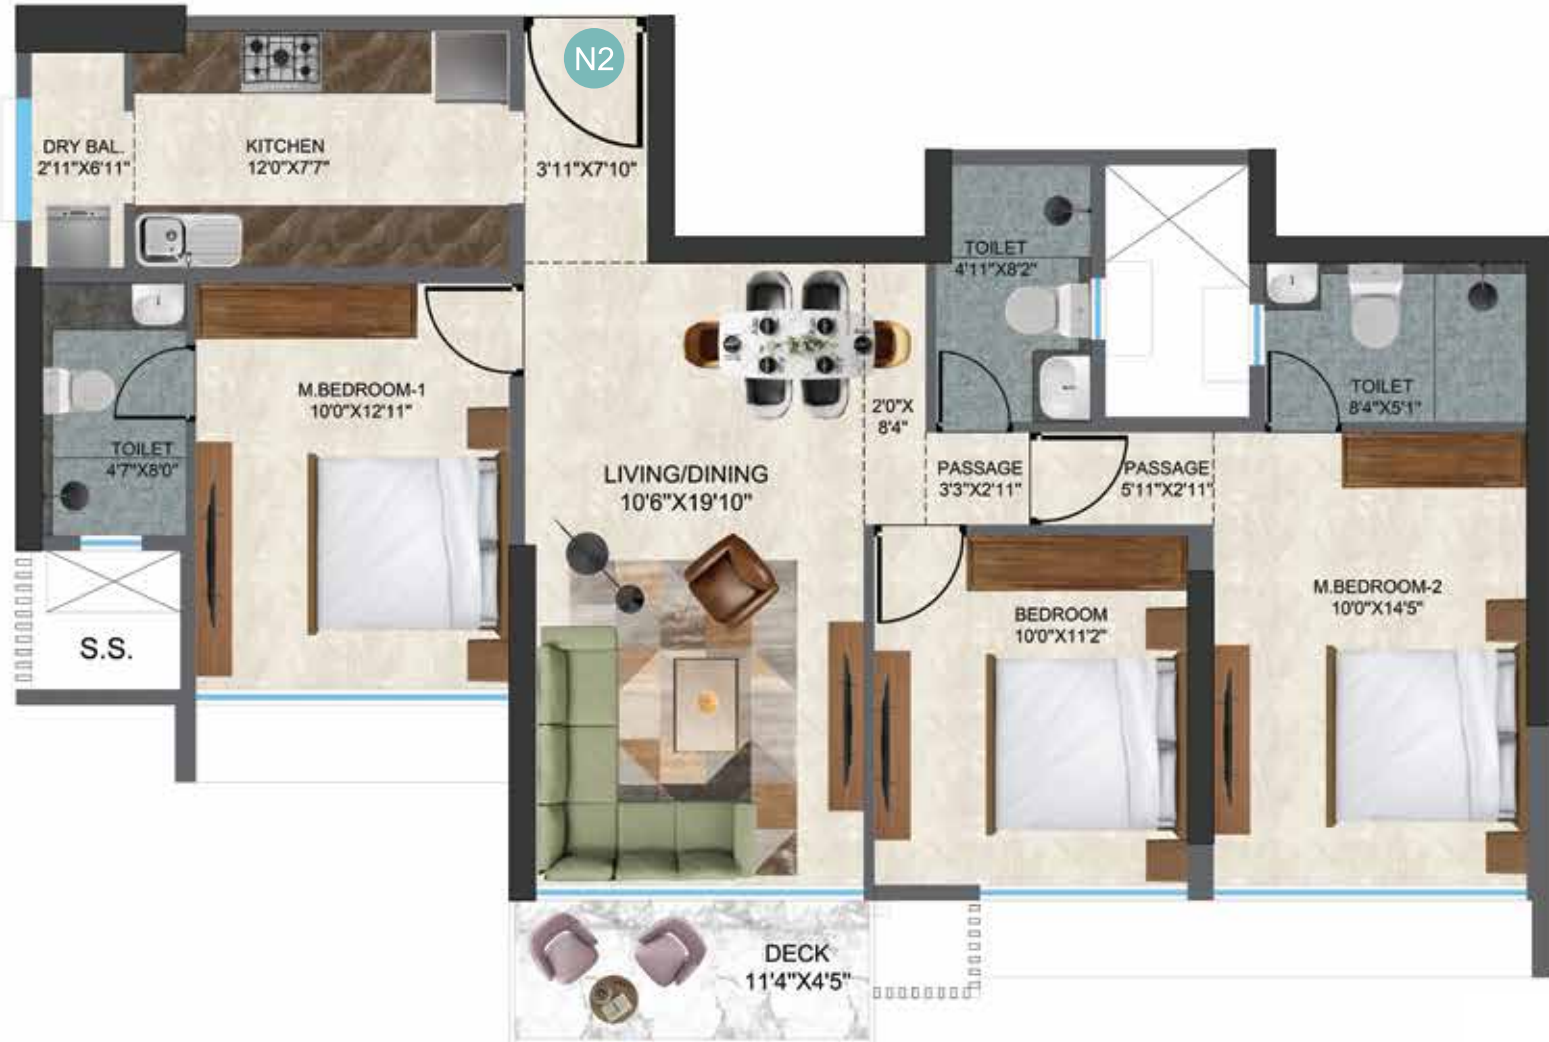 N2
DRY BAL.
2'11"X6'11"
KITCHEN
12'0"X7'7"
3'11"X7'10"
TOILET
4'11"X8'2"
M.BEDROOM-1
10'0"X12'11"
TOILET
8'4"X5'1"
2'0"X
8'4"
TOILET
4'7"X8'0"
LIVING/DINING
10'6"X19'10"
PASSAGE
3'3"X2'11"
PASSAGE
5'11"X2'11"
S.S.
BEDROOM
10'0"X11'2"
M.BEDROOM-2
10'0"X14'5"
DECK
11'4"X4'5"